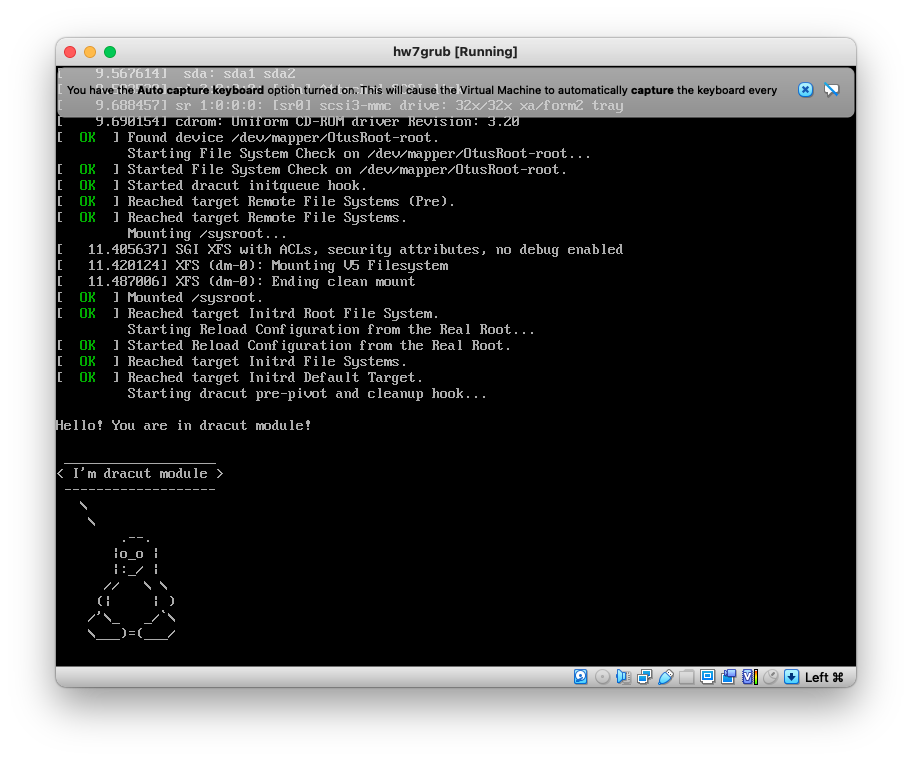 hw7grub [Running]
[    9.567614]  sda: sda1 sda2
You have the Auto capture keyboard option turned on. This will cause the Virtual Machine to automatically capture the keyboard every
[    9.688457] sr 1:0:0:0: [sr0] scsi3-mmc drive: 32x/32x xa/form2 tray
[    9.690154] cdrom: Uniform CD-ROM driver Revision: 3.20
[  OK  ] Found device /dev/mapper/OtusRoot-root.
         Starting File System Check on /dev/mapper/OtusRoot-root...
[  OK  ] Started File System Check on /dev/mapper/OtusRoot-root.
[  OK  ] Started dracut initqueue hook.
[  OK  ] Reached target Remote File Systems (Pre).
[  OK  ] Reached target Remote File Systems.
         Mounting /sysroot...
[   11.405637] SGI XFS with ACLs, security attributes, no debug enabled
[   11.420124] XFS (dm-0): Mounting V5 Filesystem
[   11.487006] XFS (dm-0): Ending clean mount
[  OK  ] Mounted /sysroot.
[  OK  ] Reached target Initrd Root File System.
         Starting Reload Configuration from the Real Root...
[  OK  ] Started Reload Configuration from the Real Root.
[  OK  ] Reached target Initrd File Systems.
[  OK  ] Reached target Initrd Default Target.
         Starting dracut pre-pivot and cleanup hook...
Hello! You are in dracut module!
 ___________________
< I'm dracut module >
 -------------------
   \
    \
        .--.
       |o_o |
       |:_/ |
      //   \ \
     (|     | )
    /'\_   _/`\
    \___)=(___/
Left ⌘